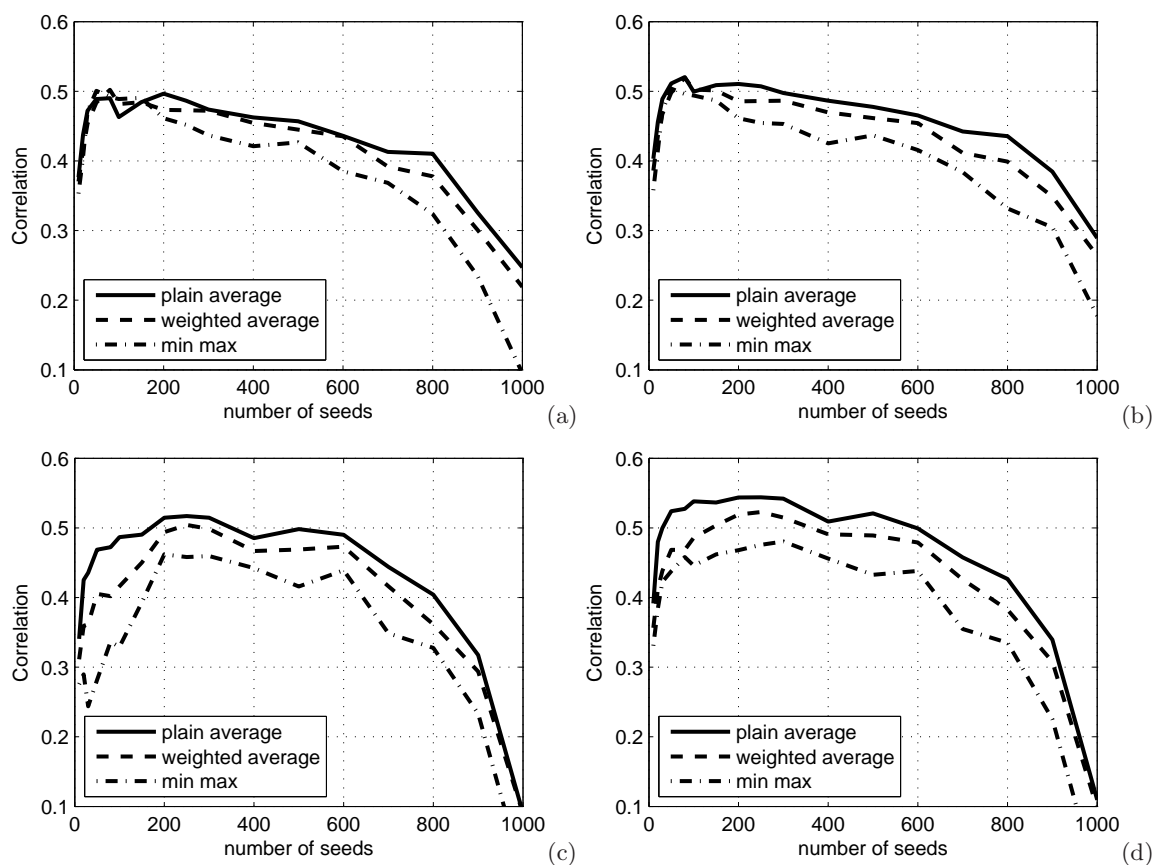 0.6
0.5
0.4
0.3
0.2
0.1
Correlation
plain average
weighted average
min max
0 200 400 600 800 1000
number of seeds
(a)
0.6
0.5
0.4
0.3
0.2
0.1
Correlation
plain average
weighted average
min max
0 200 400 600 800 1000
number of seeds
(b)
0.6
0.5
0.4
0.3
0.2
0.1
Correlation
plain average
weighted average
min max
0 200 400 600 800 1000
number of seeds
(c)
0.6
0.5
0.4
0.3
0.2
0.1
Correlation
plain average
weighted average
min max
0 200 400 600 800 1000
number of seeds
(d)